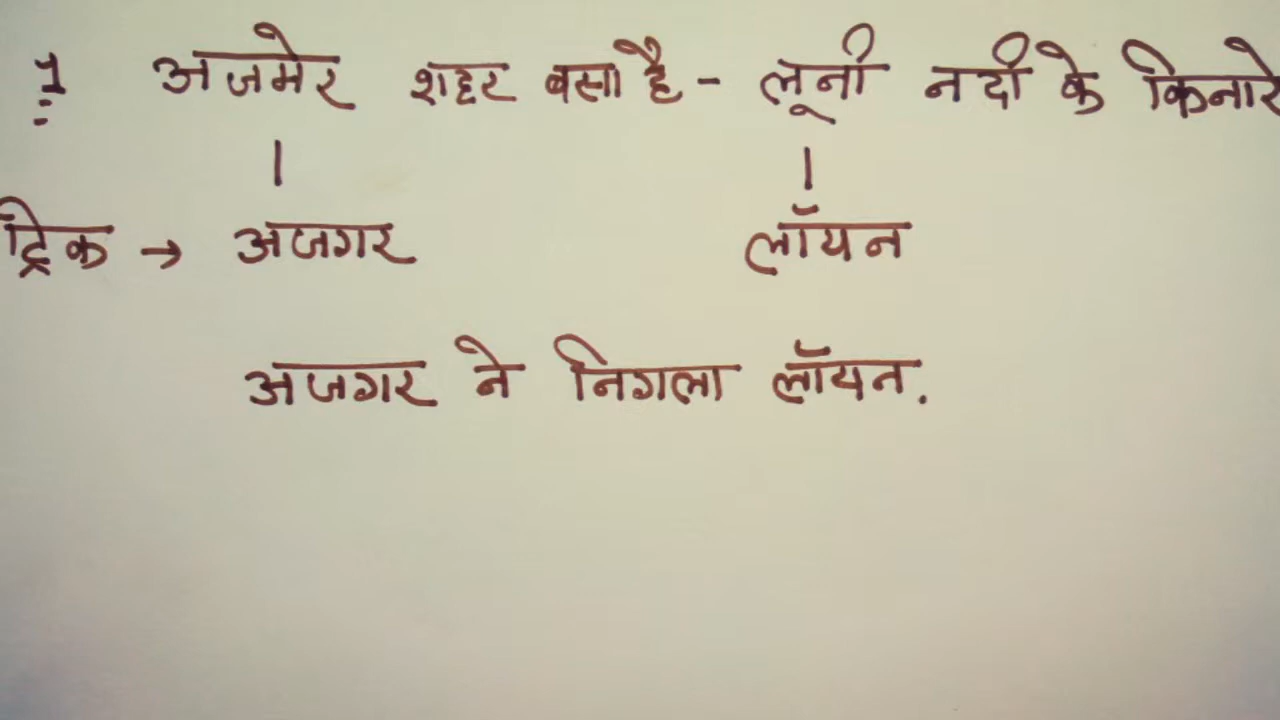 1 अजमेर शहर बसा है - लूनी नदी के किनारे
ट्रिक → अजगर लॉयन
अजगर ने निगला लॉयन.